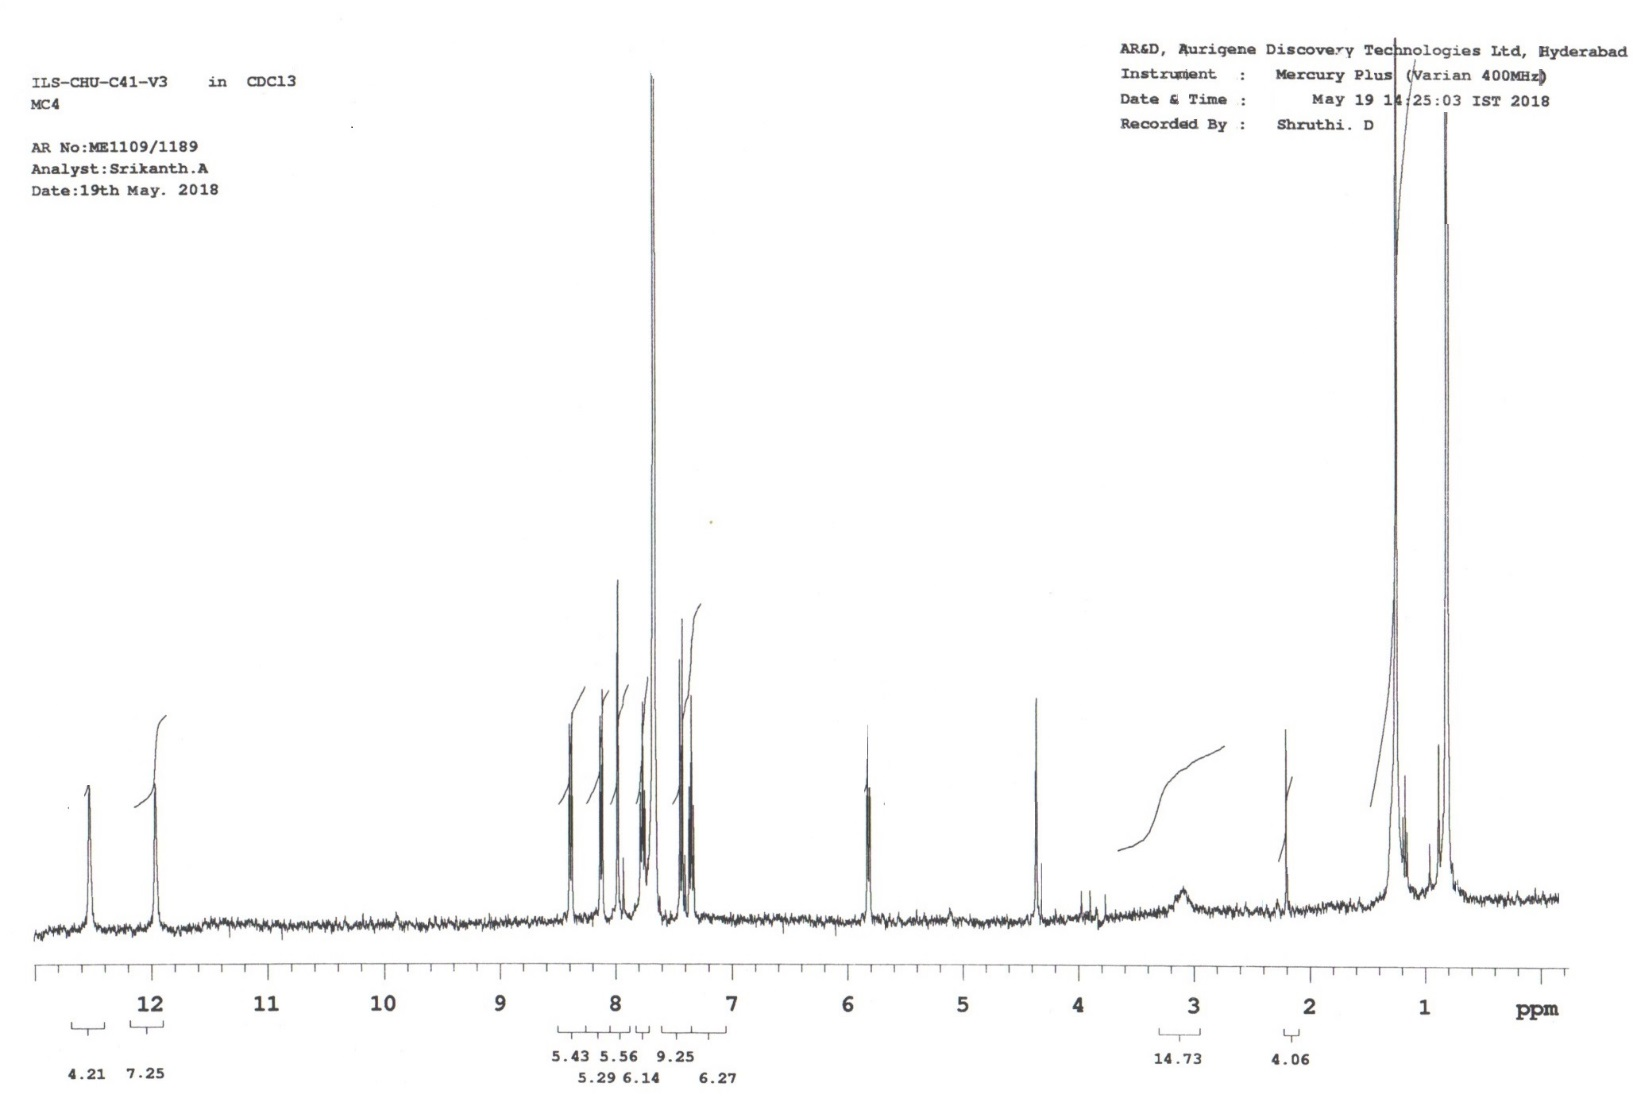 ILS-CHU-C41-V3 in CDCl3
MC4
AR No:ME1109/1189
Analyst:Srikanth.A
Date:19th May. 2018
AR&D, Aurigene Discovery Technologies Ltd, Hyderabad
Instrument : Mercury Plus (Varian 400MHz)
Date & Time : May 19 14:25:03 IST 2018
Recorded By : Shruthi. D
12 11 10 9 8 7 6 5 4 3 2 1 ppm
5.43 5.56 9.25 14.73 4.06
4.21 7.25 5.29 6.14 6.27